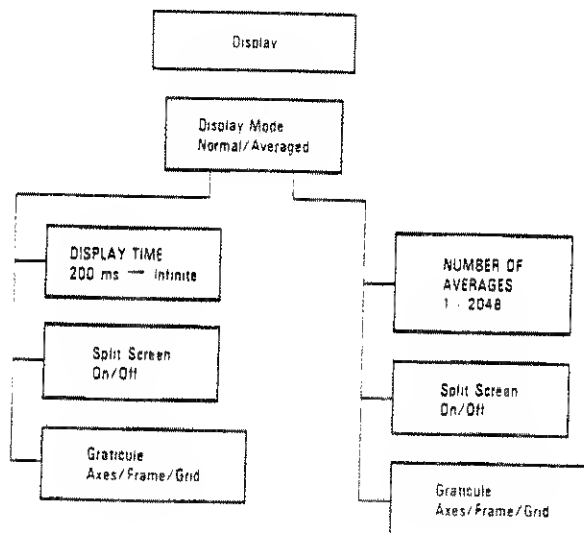 Display
Display Mode
Normal/Averaged
DISPLAY TIME
200 ms → Infinite
Split Screen
On/Off
Graticule
Axes/Frame/Grid
NUMBER OF
AVERAGES
1 - 2048
Split Screen
On/Off
Graticule
Axes/Frame/Grid